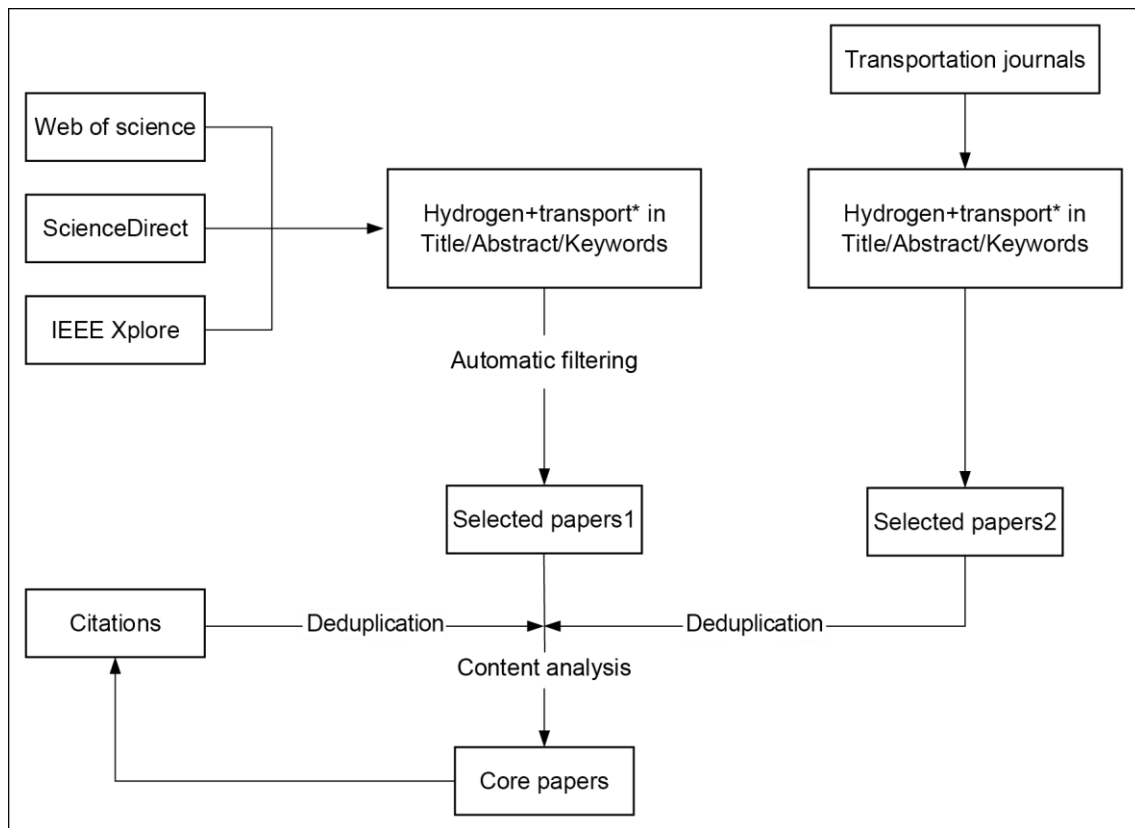 Transportation journals
Web of science
ScienceDirect
IEEE Xplore
Hydrogen+transport* in
Title/Abstract/Keywords
Hydrogen+transport* in
Title/Abstract/Keywords
Automatic filtering
Selected papers1
Selected papers2
Citations
Deduplication
Deduplication
Content analysis
Core papers